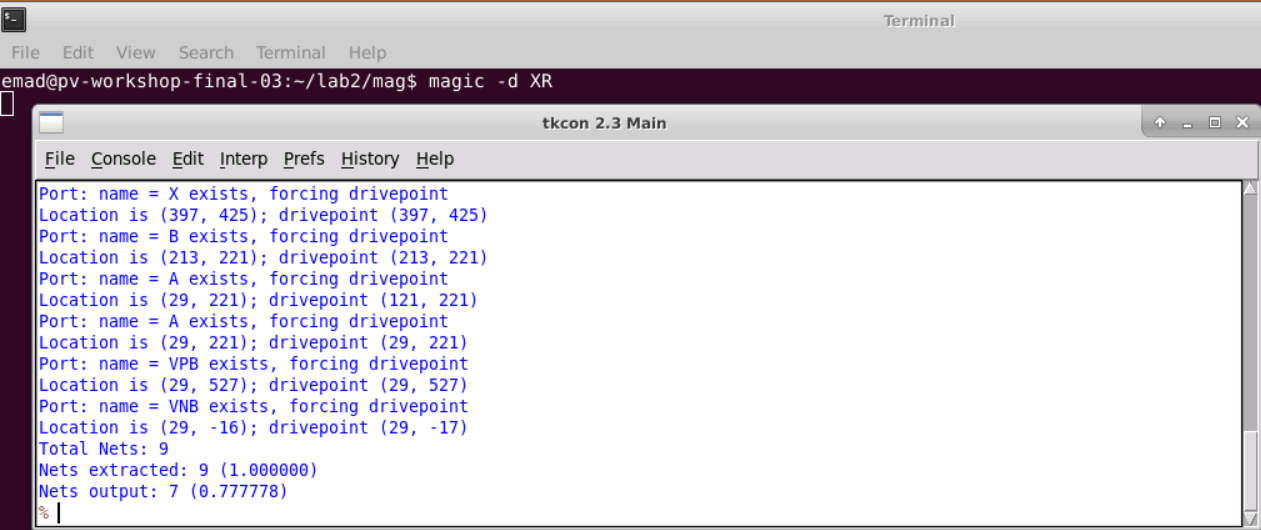 Terminal
File Edit View Search Terminal Help
emad@pv-workshop-final-03:~/lab2/mag$ magic -d XR
tkcon 2.3 Main
File Console Edit Interp Prefs History Help
Port: name = X exists, forcing drivepoint
Location is (397, 425); drivepoint (397, 425)
Port: name = B exists, forcing drivepoint
Location is (213, 221); drivepoint (213, 221)
Port: name = A exists, forcing drivepoint
Location is (29, 221); drivepoint (121, 221)
Port: name = A exists, forcing drivepoint
Location is (29, 221); drivepoint (29, 221)
Port: name = VPB exists, forcing drivepoint
Location is (29, 527); drivepoint (29, 527)
Port: name = VNB exists, forcing drivepoint
Location is (29, -16); drivepoint (29, -17)
Total Nets: 9
Nets extracted: 9 (1.000000)
Nets output: 7 (0.777778)
%